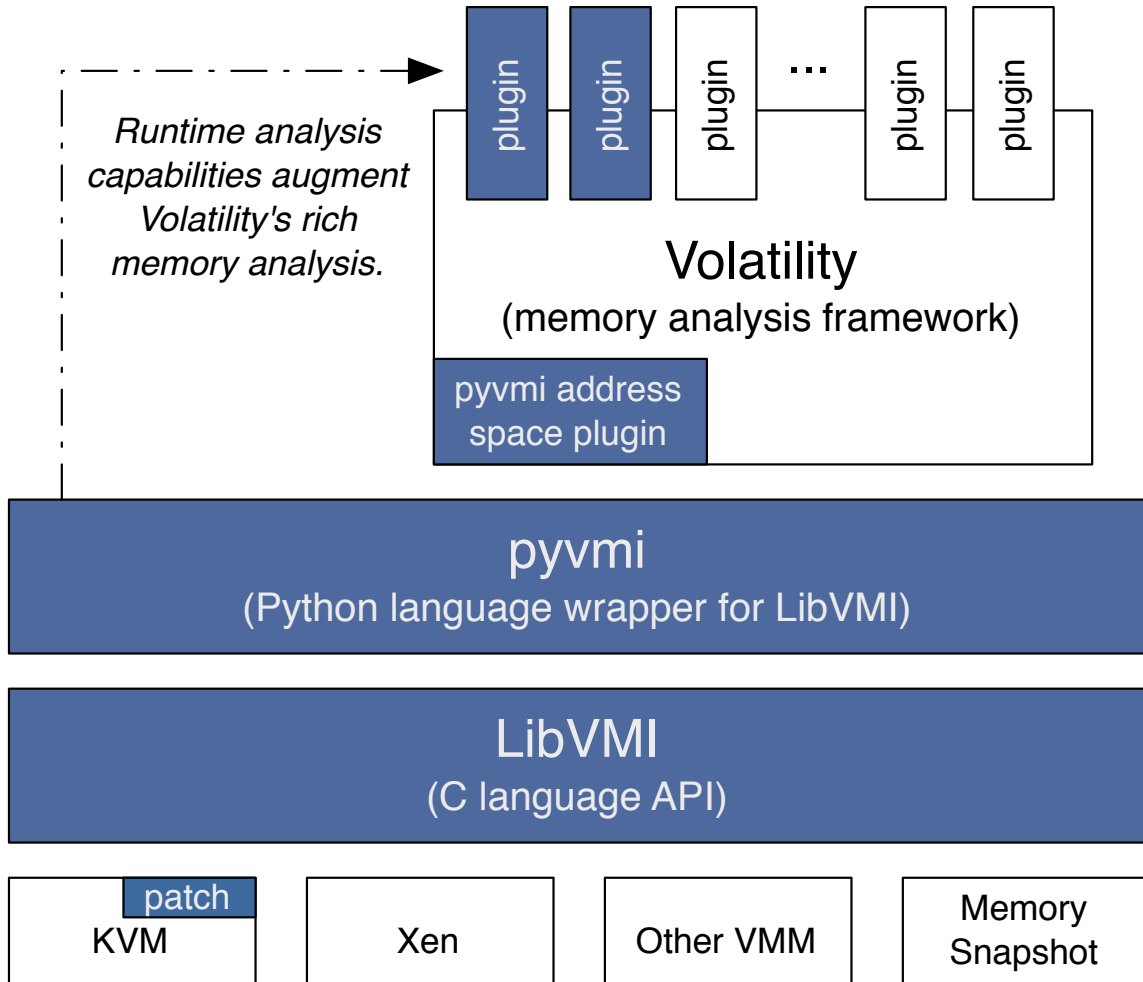 plugin
plugin
plugin
...
plugin
plugin
Runtime analysis
capabilities augment
Volatility's rich
memory analysis.
Volatility
(memory analysis framework)
pyvmi address
space plugin
pyvmi
(Python language wrapper for LibVMI)
LibVMI
(C language API)
patch
KVM
Xen
Other VMM
Memory
Snapshot